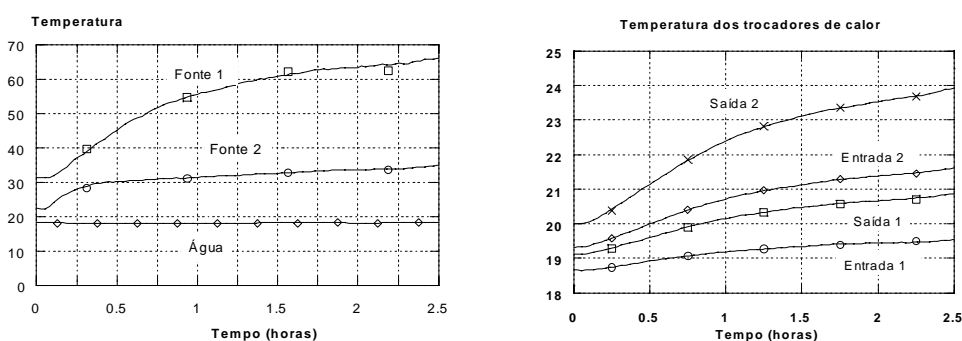 Temperatura
70
60
50
40
30
20
10
0
0
0.5
1
1.5
2
2.5
Fonte 1
Fonte 2
Água
Tempo (horas)
Temperatura dos trocadores de calor
25
24
23
22
21
20
19
18
0
0.5
1
1.5
2
2.5
Saída 2
Entrada 2
Saída 1
Entrada 1
Tempo (horas)